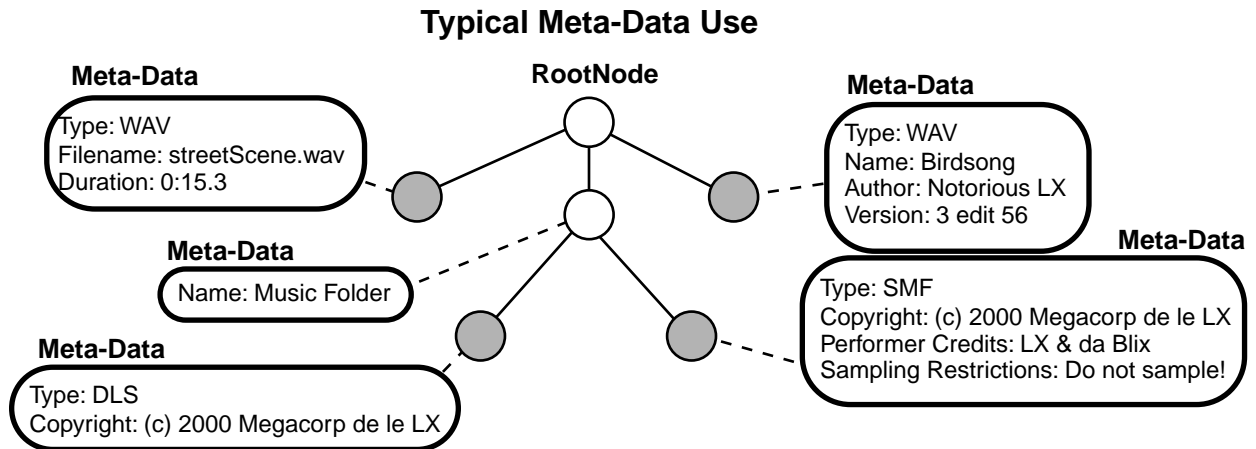 Typical Meta-Data Use
Meta-Data
Type: WAV
Filename: streetScene.wav
Duration: 0:15.3
RootNode
Meta-Data
Type: WAV
Name: Birdsong
Author: Notorious LX
Version: 3 edit 56
Meta-Data
Name: Music Folder
Meta-Data
Type: SMF
Copyright: (c) 2000 Megacorp de le LX
Performer Credits: LX & da Blix
Sampling Restrictions: Do not sample!
Meta-Data
Type: DLS
Copyright: (c) 2000 Megacorp de le LX